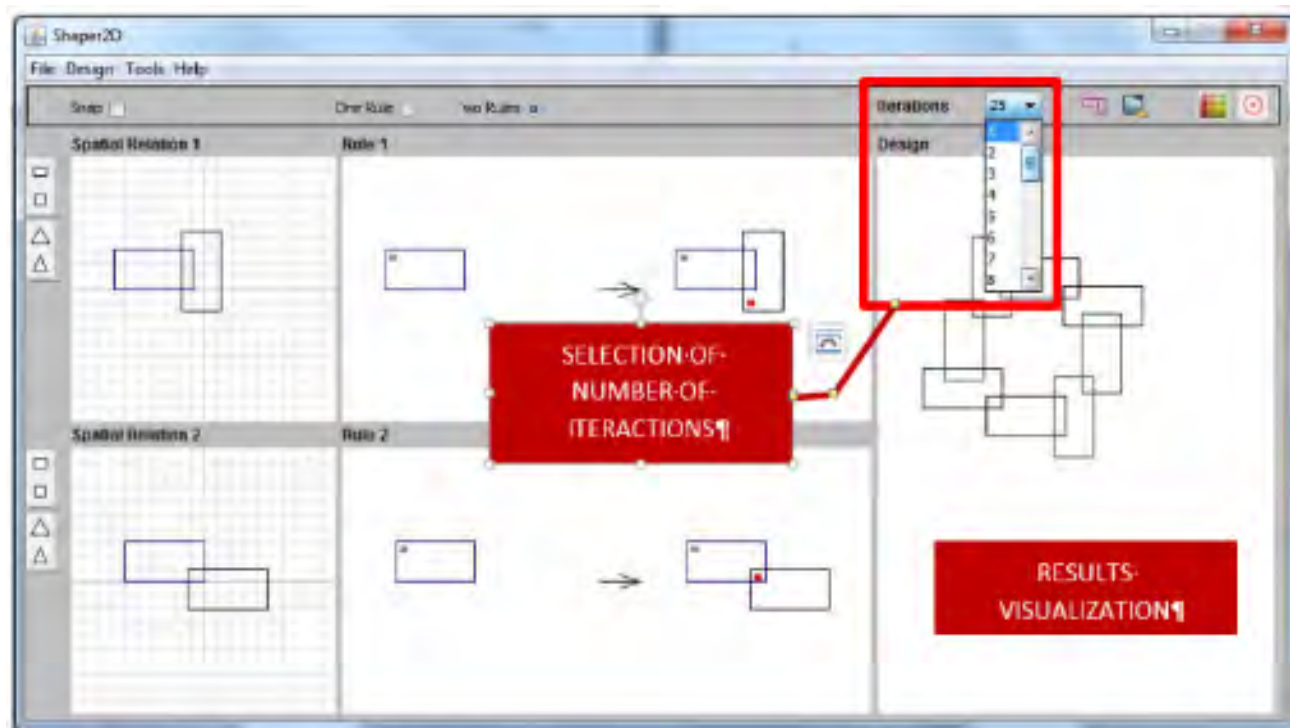 Shaper2D
File Design Tools Help
Snap One Rule Two Rules Iterations 25
Spatial Relation 1 Rule 1 Design
1
2
3
4
5
6
7
8
SELECTION·OF·
NUMBER·OF·
ITERACTIONS¶
Spatial Relation 2 Rule 2
RESULTS·
VISUALIZATION¶